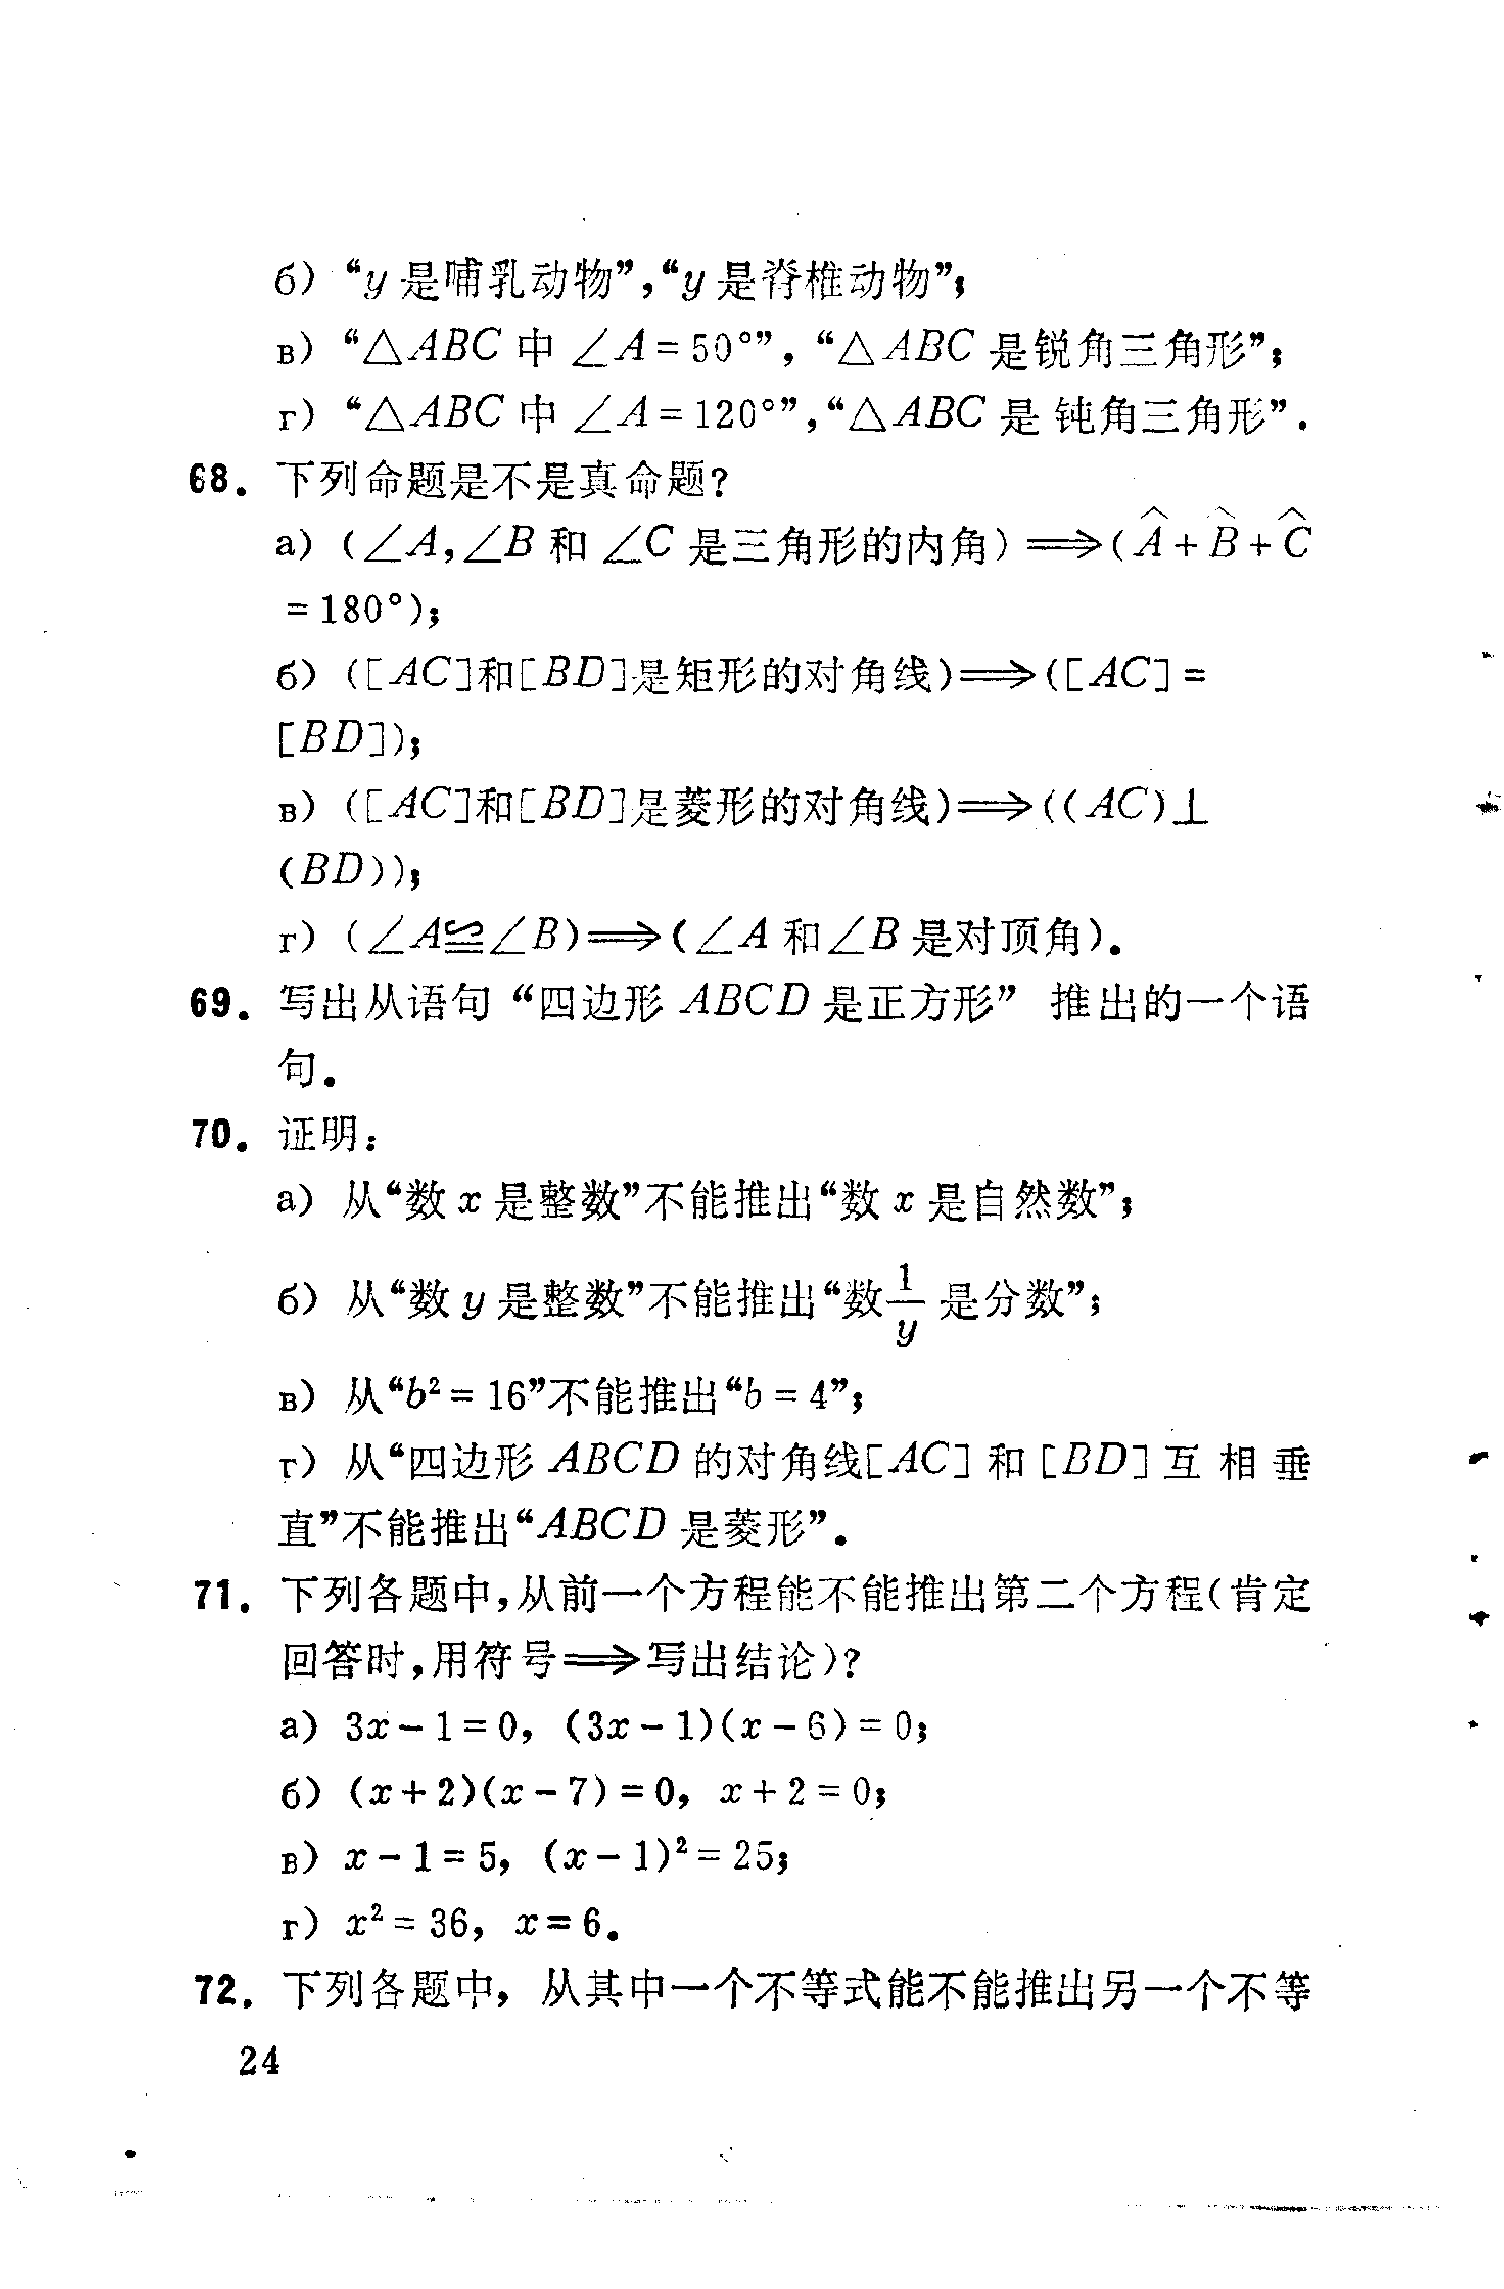 б) “y 是哺乳动物”,“y 是脊椎动物”;
в) “△ABC 中 ∠A=50°”, “△ABC 是锐角三角形”;
г) “△ABC 中 ∠A=120°”,“△ABC 是钝角三角形”.
68. 下列命题是不是真命题?
а) (∠A,∠B 和 ∠C 是三角形的内角)⟹(Â+B̂+Ĉ
=180°);
б) ([AC]和[BD]是矩形的对角线)⟹([AC]=
[BD]);
в) ([AC]和[BD]是菱形的对角线)⟹((AC)⊥
(BD));
г) (∠A≌∠B)⟹(∠A 和∠B 是对顶角).
69. 写出从语句 “四边形 ABCD 是正方形” 推出的一个语
句.
70. 证明:
а) 从“数 x 是整数”不能推出“数 x 是自然数”;
б) 从“数 y 是整数”不能推出“数 1/y 是分数”;
в) 从“b²=16”不能推出“b=4”;
г) 从“四边形 ABCD 的对角线[AC] 和 [BD] 互相垂
直”不能推出“ABCD 是菱形”.
71. 下列各题中,从前一个方程能不能推出第二个方程(肯定
回答时,用符号⟹写出结论)?
а) 3x-1=0, (3x-1)(x-6)=0;
б) (x+2)(x-7)=0, x+2=0;
в) x-1=5, (x-1)²=25;
г) x²=36, x=6.
72. 下列各题中, 从其中一个不等式能不能推出另一个不等
24